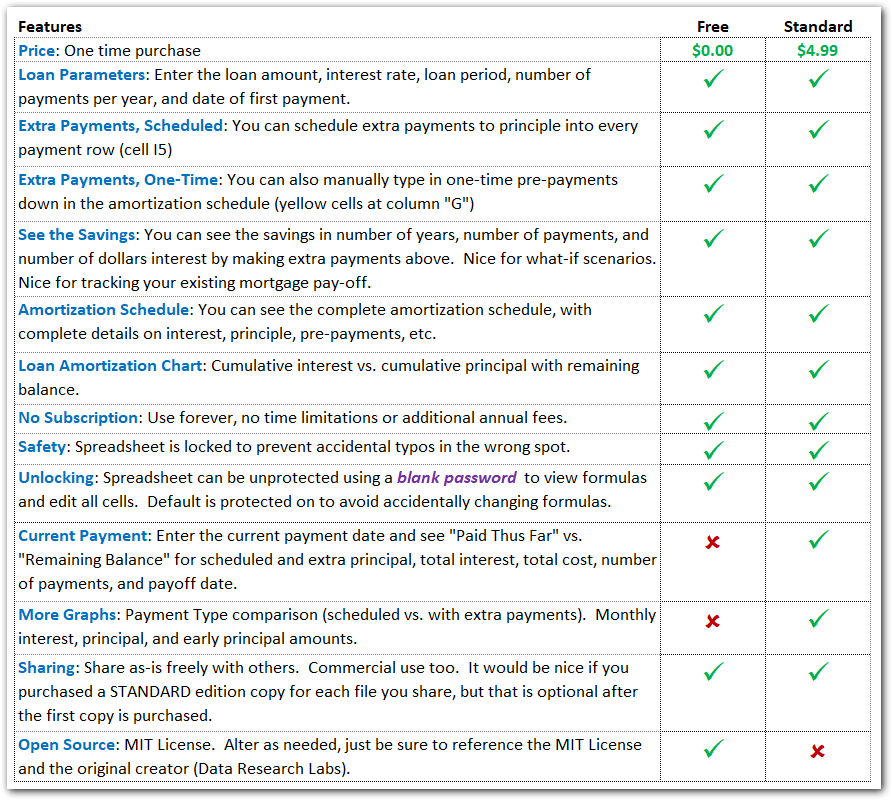 Features Free Standard
Price: One time purchase $0.00 $4.99
Loan Parameters: Enter the loan amount, interest rate, loan period, number of
payments per year, and date of first payment. ✓ ✓
Extra Payments, Scheduled: You can schedule extra payments to principle into every
payment row (cell I5) ✓ ✓
Extra Payments, One-Time: You can also manually type in one-time pre-payments
down in the amortization schedule (yellow cells at column "G") ✓ ✓
See the Savings: You can see the savings in number of years, number of payments, and
number of dollars interest by making extra payments above.  Nice for what-if scenarios.
Nice for tracking your existing mortgage pay-off. ✓ ✓
Amortization Schedule: You can see the complete amortization schedule, with
complete details on interest, principle, pre-payments, etc. ✓ ✓
Loan Amortization Chart: Cumulative interest vs. cumulative principal with remaining
balance. ✓ ✓
No Subscription: Use forever, no time limitations or additional annual fees. ✓ ✓
Safety: Spreadsheet is locked to prevent accidental typos in the wrong spot. ✓ ✓
Unlocking: Spreadsheet can be unprotected using a blank password  to view formulas
and edit all cells.  Default is protected on to avoid accidentally changing formulas. ✓ ✓
Current Payment: Enter the current payment date and see "Paid Thus Far" vs.
"Remaining Balance" for scheduled and extra principal, total interest, total cost, number
of payments, and payoff date. ✘ ✓
More Graphs: Payment Type comparison (scheduled vs. with extra payments).  Monthly
interest, principal, and early principal amounts. ✘ ✓
Sharing: Share as-is freely with others.  Commercial use too.  It would be nice if you
purchased a STANDARD edition copy for each file you share, but that is optional after
the first copy is purchased. ✓ ✓
Open Source: MIT License.  Alter as needed, just be sure to reference the MIT License
and the original creator (Data Research Labs). ✓ ✘